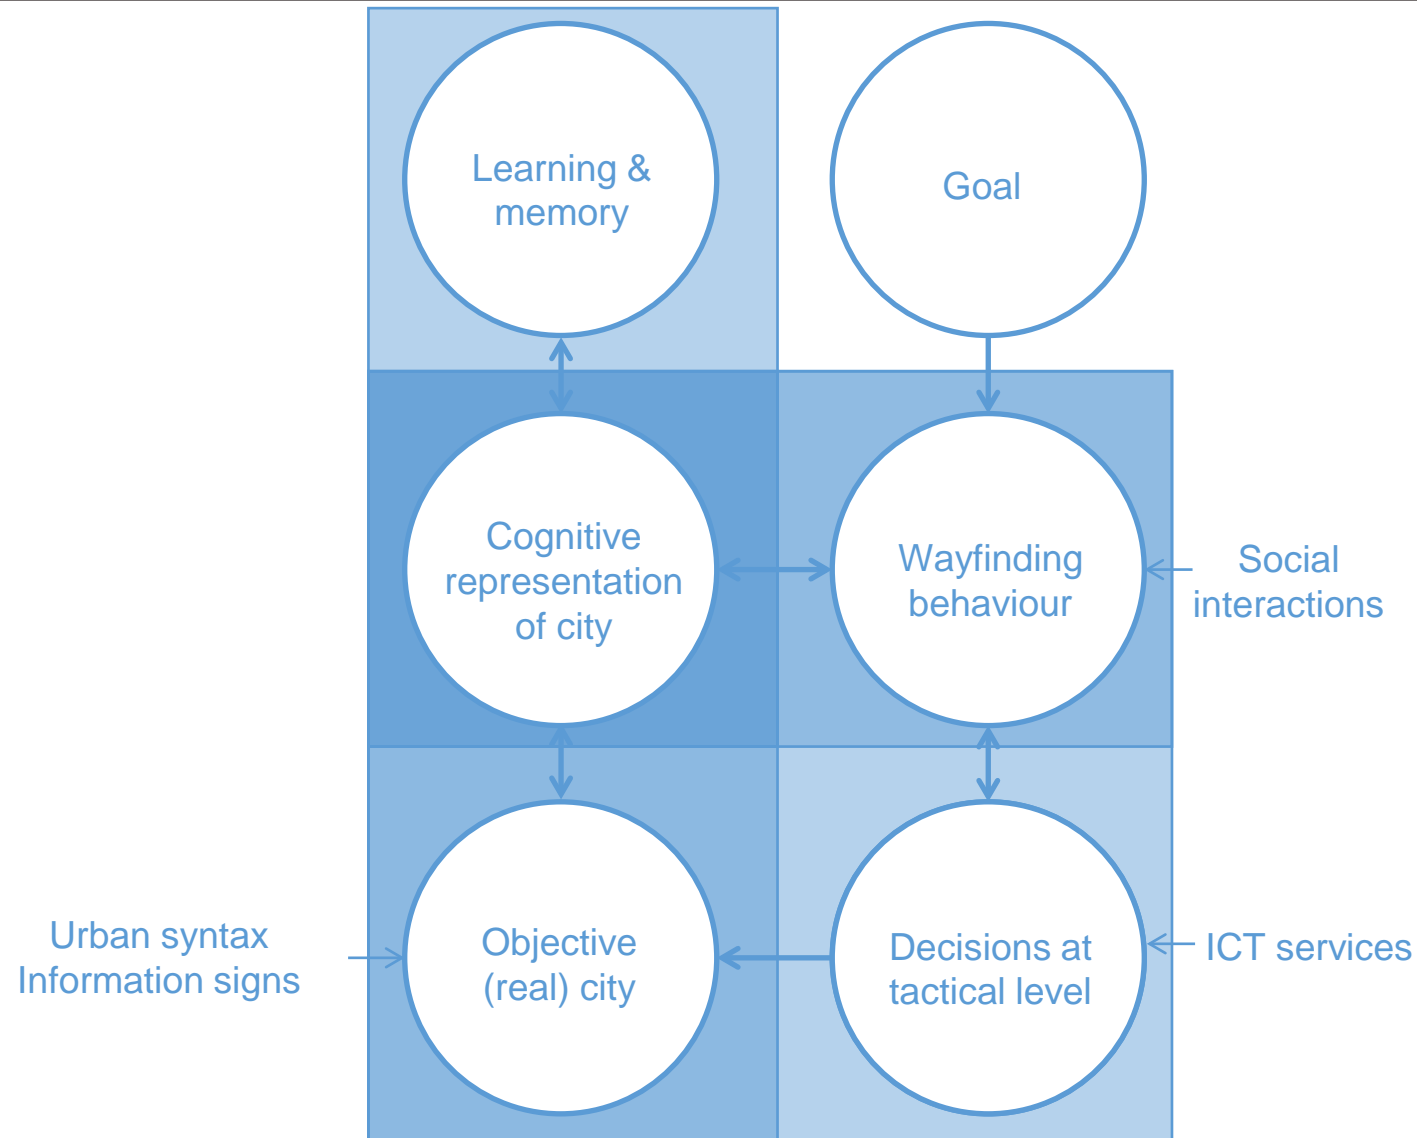 Learning &
memory
Goal
Cognitive
representation
of city
Wayfinding
behaviour
Social
interactions
Urban syntax
Information signs
Objective
(real) city
Decisions at
tactical level
ICT services